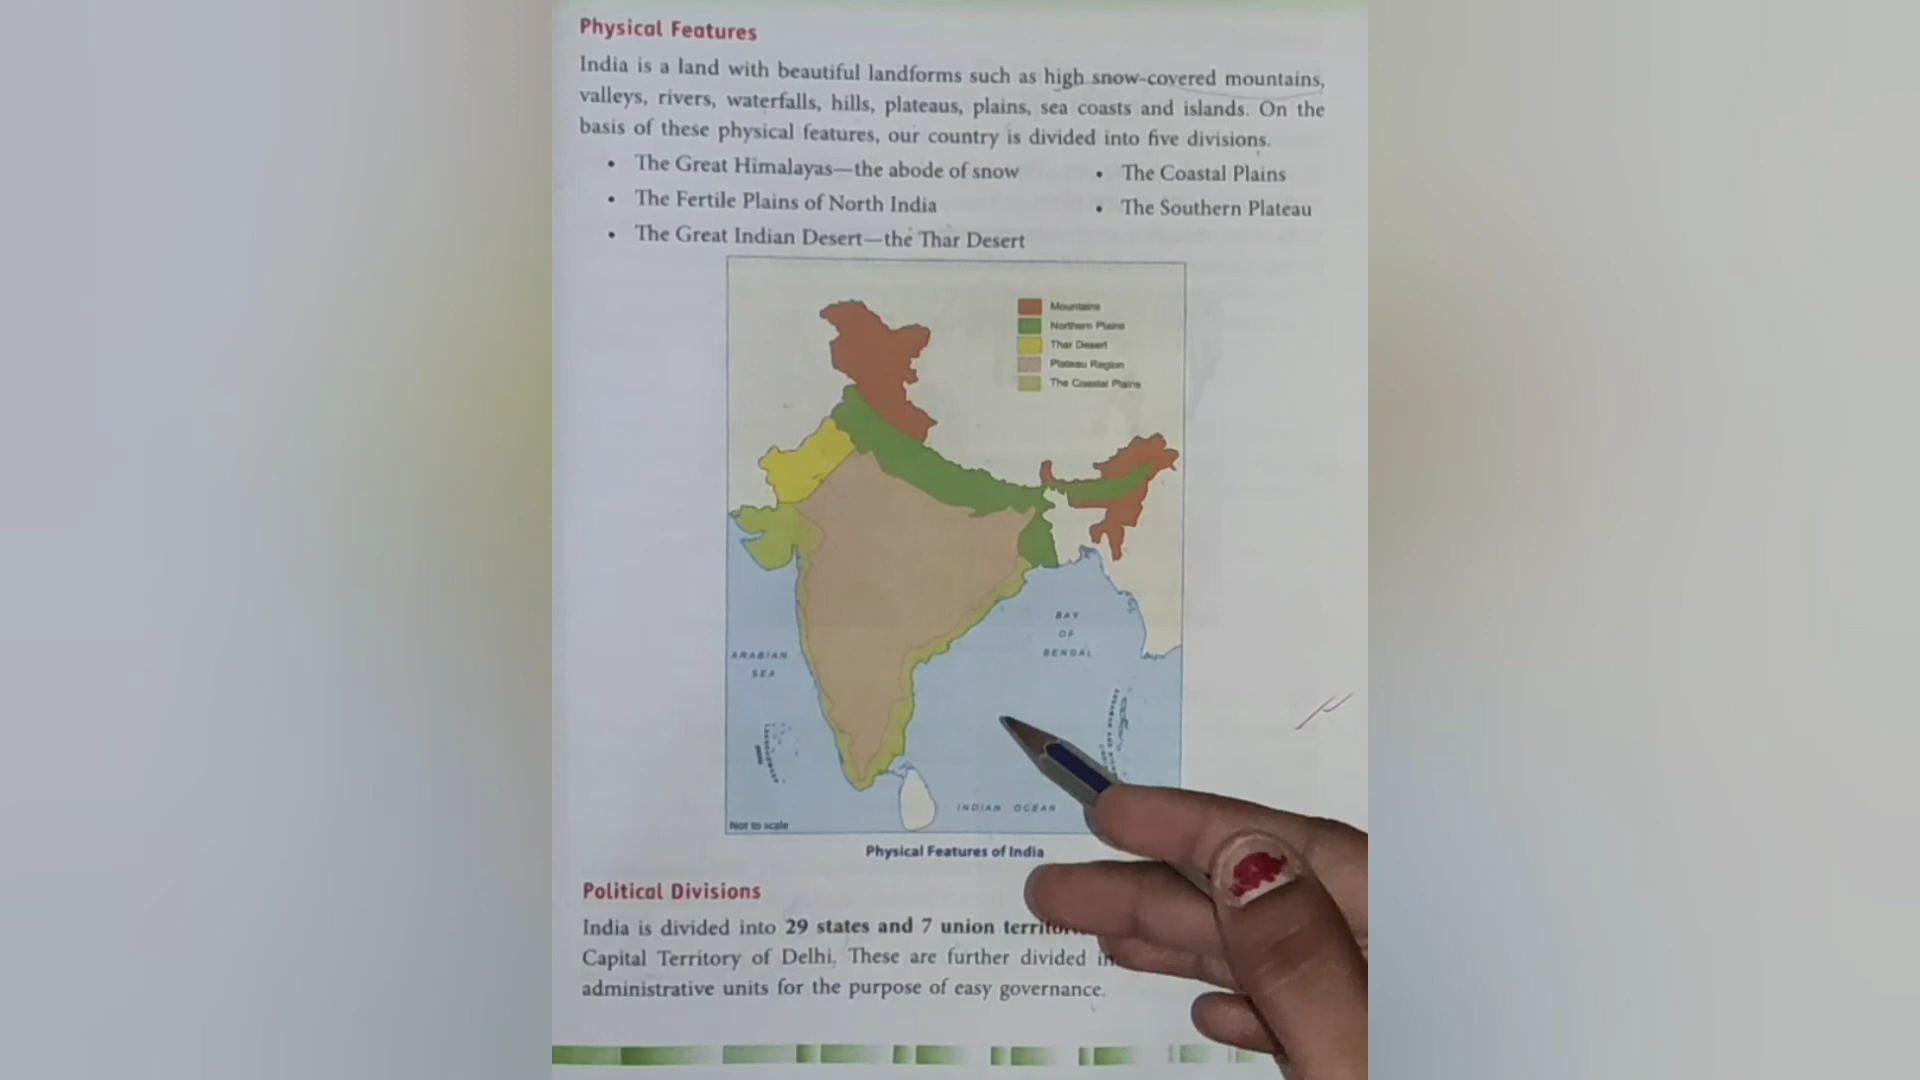 Physical Features
India is a land with beautiful landforms such as high snow-covered mountains,
valleys, rivers, waterfalls, hills, plateaus, plains, sea coasts and islands. On the
basis of these physical features, our country is divided into five divisions.
• The Great Himalayas—the abode of snow
• The Fertile Plains of North India
• The Great Indian Desert—the Thar Desert
• The Coastal Plains
• The Southern Plateau
Mountains
Northern Plains
Thar Desert
Plateau Region
The Coastal Plains
BAY
OF
BENGAL
ARABIAN
SEA
INDIAN OCEAN
Not to scale
Physical Features of India
Political Divisions
India is divided into 29 states and 7 union
Capital Territory of Delhi. These are further divided
administrative units for the purpose of easy governance.